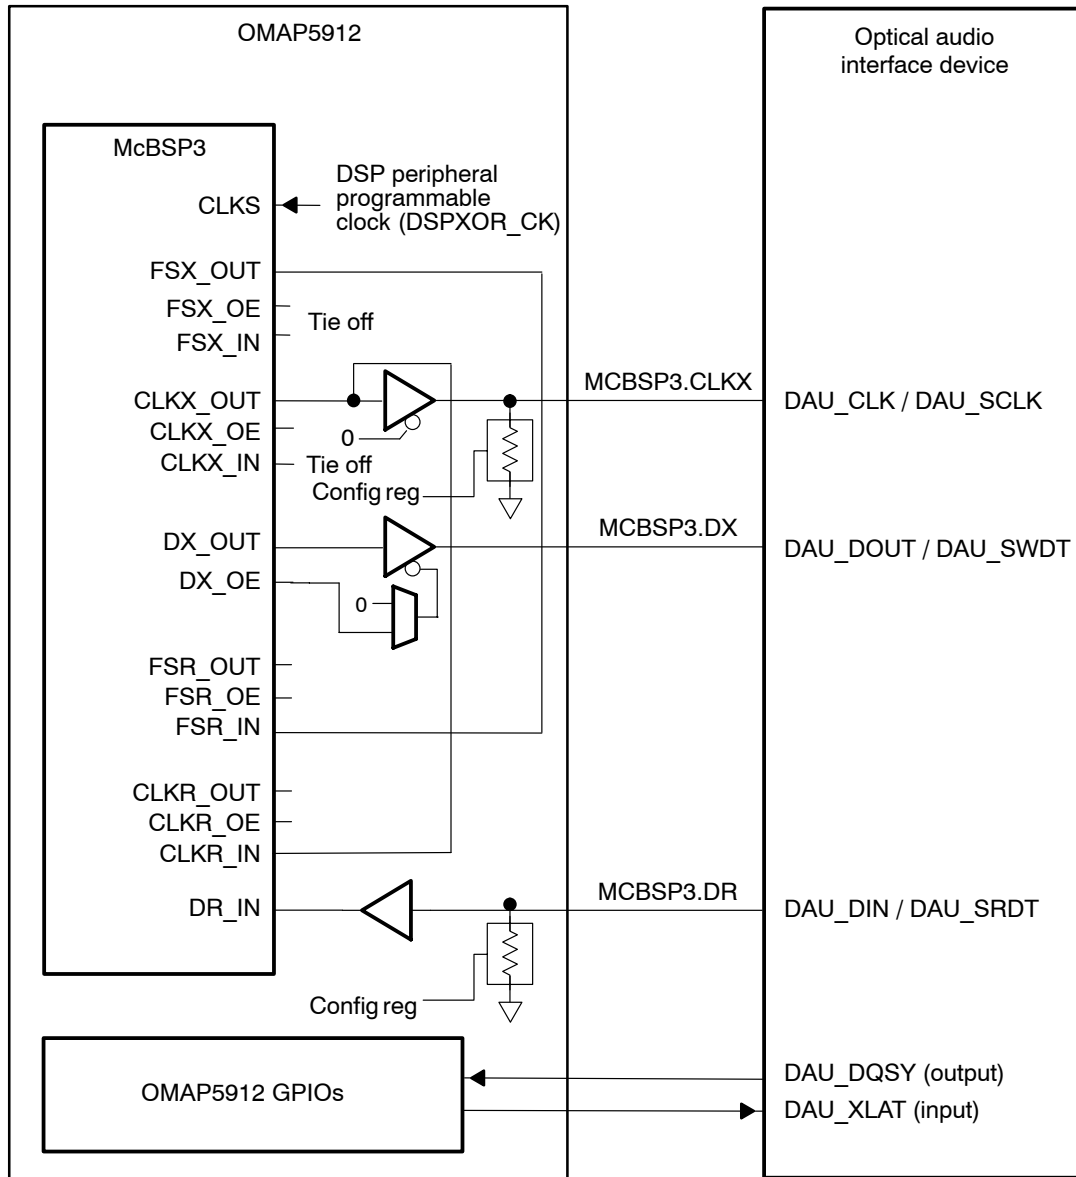 OMAP5912
Optical audio
interface device
McBSP3
CLKS
DSP peripheral
programmable
clock (DSPXOR_CK)
FSX_OUT
FSX_OE
Tie off
FSX_IN
MCBSP3.CLKX
CLKX_OUT
DAU_CLK / DAU_SCLK
CLKX_OE
0
CLKX_IN
Tie off
Config reg
MCBSP3.DX
DX_OUT
DAU_DOUT / DAU_SWDT
DX_OE
0
FSR_OUT
FSR_OE
FSR_IN
CLKR_OUT
CLKR_OE
CLKR_IN
MCBSP3.DR
DR_IN
DAU_DIN / DAU_SRDT
Config reg
OMAP5912 GPIOs
DAU_DQSY (output)
DAU_XLAT (input)